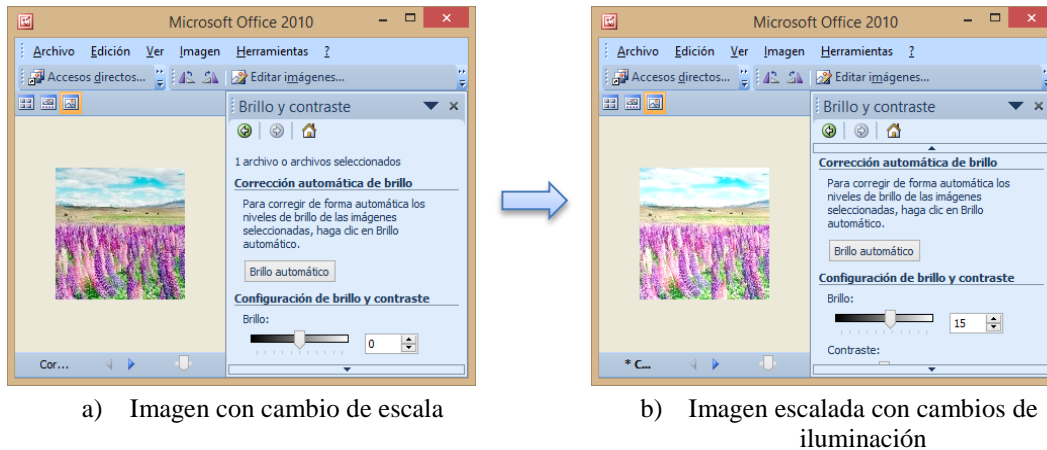 Microsoft Office 2010
Archivo Edición Ver Imagen Herramientas ?
Accesos directos... Editar imágenes...
Brillo y contraste
1 archivo o archivos seleccionados
Corrección automática de brillo
Para corregir de forma automática los
niveles de brillo de las imágenes
seleccionadas, haga clic en Brillo
automático.
Brillo automático
Configuración de brillo y contraste
Brillo:
0
Cor...
a) Imagen con cambio de escala
Microsoft Office 2010
Archivo Edición Ver Imagen Herramientas ?
Accesos directos... Editar imágenes...
Brillo y contraste
Corrección automática de brillo
Para corregir de forma automática los
niveles de brillo de las imágenes
seleccionadas, haga clic en Brillo
automático.
Brillo automático
Configuración de brillo y contraste
Brillo:
15
Contraste:
* C...
b) Imagen escalada con cambios de
iluminación